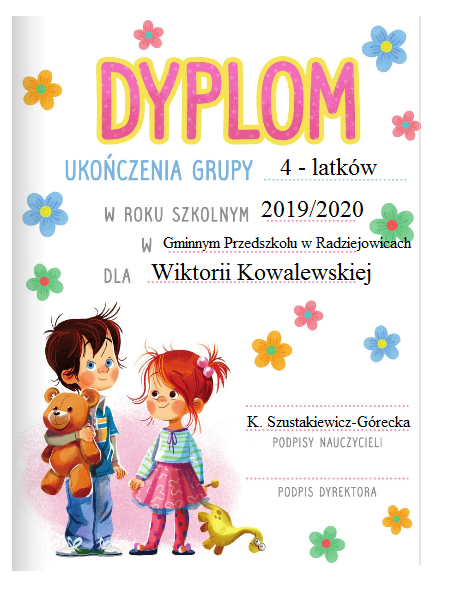 DYPLOM
UKOŃCZENIA GRUPY 4 - latków
W ROKU SZKOLNYM 2019/2020
W Gminnym Przedszkolu w Radziejowicach
DLA Wiktorii Kowalewskiej
K. Szustakiewicz-Górecka
PODPISY NAUCZYCIELI
PODPIS DYREKTORA